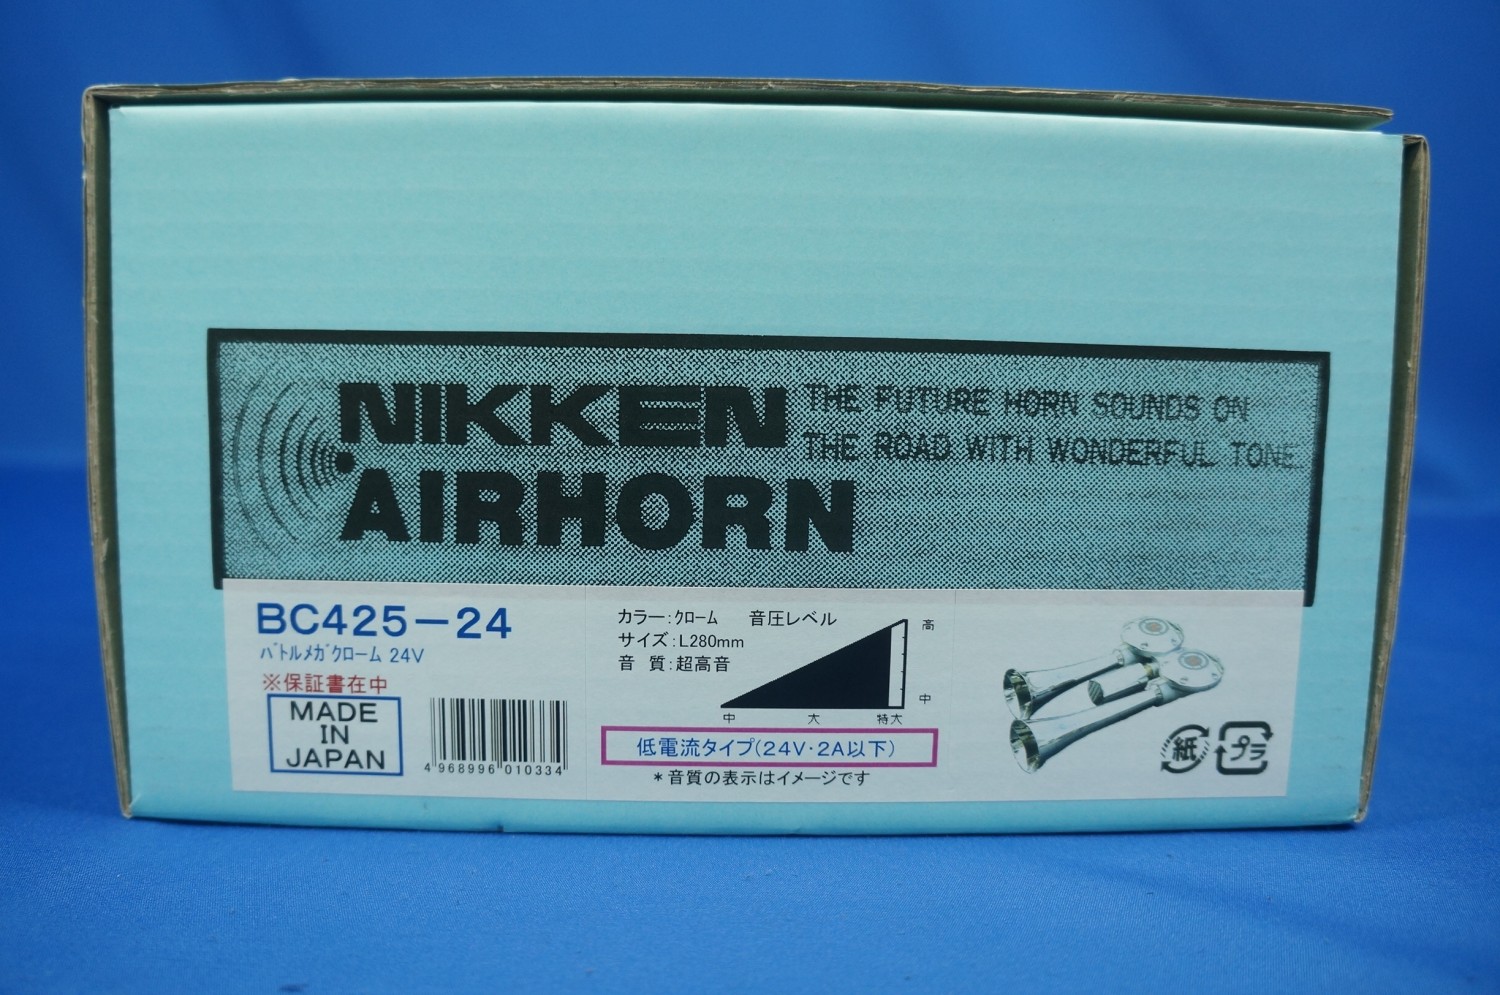 NIKKEN
AIRHORN
THE FUTURE HORN SOUNDS ON
THE ROAD WITH WONDERFUL TONE.
BC425-24
バトルメガクローム 24V
※保証書在中
MADE
IN
JAPAN
4 968996 010334
カラー:クローム
サイズ:L280mm
音 質:超高音
音圧レベル
高
中
中 大 特大
低電流タイプ(24V・2A以下)
*音質の表示はイメージです
紙
プラ